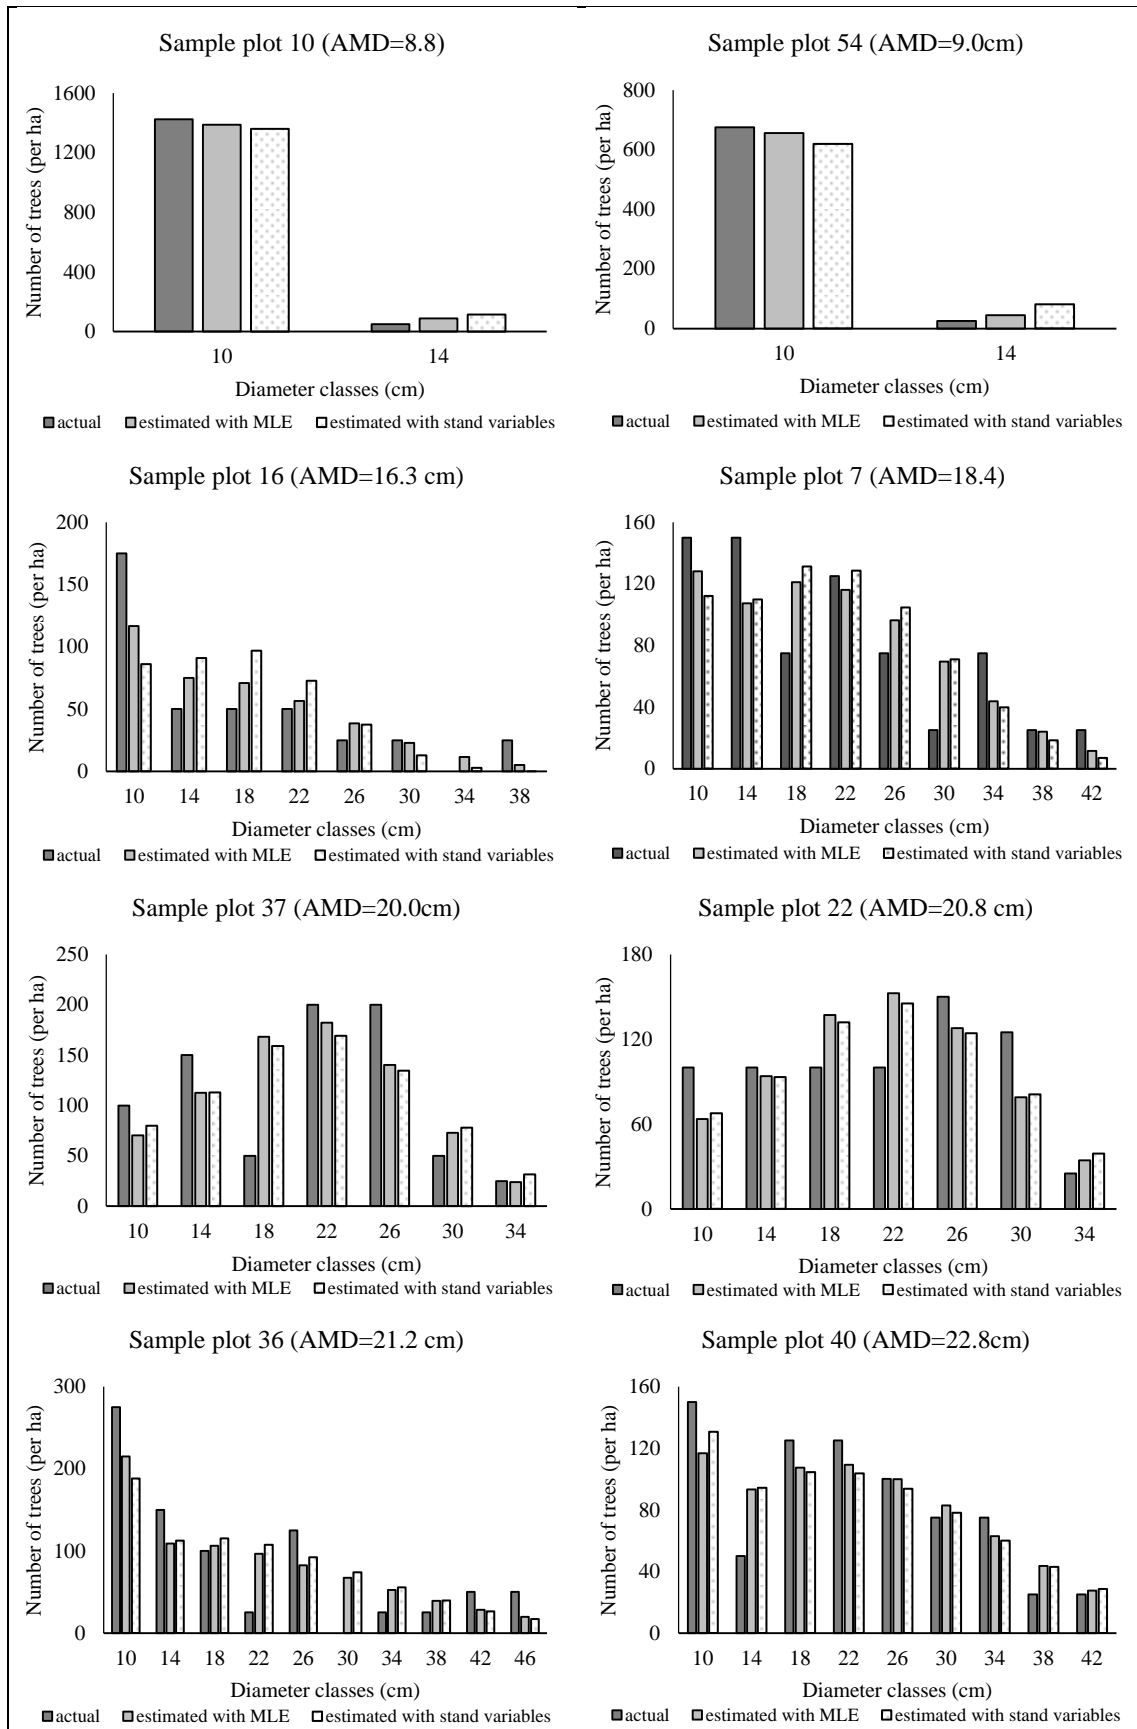 Sample plot 10 (AMD=8.8)
Number of trees (per ha)
1600
1200
800
400
0
10 14
Diameter classes (cm)
actual estimated with MLE estimated with stand variables
Sample plot 54 (AMD=9.0cm)
Number of trees (per ha)
800
600
400
200
0
10 14
Diameter classes (cm)
actual estimated with MLE estimated with stand variables
Sample plot 16 (AMD=16.3 cm)
Number of trees (per ha)
200
150
100
50
0
10 14 18 22 26 30 34 38
Diameter classes (cm)
actual estimated with MLE estimated with stand variables
Sample plot 7 (AMD=18.4)
Number of trees (per ha)
160
120
80
40
0
10 14 18 22 26 30 34 38 42
Diameter classes (cm)
actual estimated with MLE estimated with stand variables
Sample plot 37 (AMD=20.0cm)
Number of trees (per ha)
250
200
150
100
50
0
10 14 18 22 26 30 34
Diameter classes (cm)
actual estimated with MLE estimated with stand variables
Sample plot 22 (AMD=20.8 cm)
Number of trees (per ha)
180
120
60
0
10 14 18 22 26 30 34
Diameter classes (cm)
actual estimated with MLE estimated with stand variables
Sample plot 36 (AMD=21.2 cm)
Number of trees (per ha)
300
200
100
0
10 14 18 22 26 30 34 38 42 46
Diameter classes (cm)
actual estimated with MLE estimated with stand variables
Sample plot 40 (AMD=22.8cm)
Number of trees (per ha)
160
120
80
40
0
10 14 18 22 26 30 34 38 42
Diameter classes (cm)
actual estimated with MLE estimated with stand variables